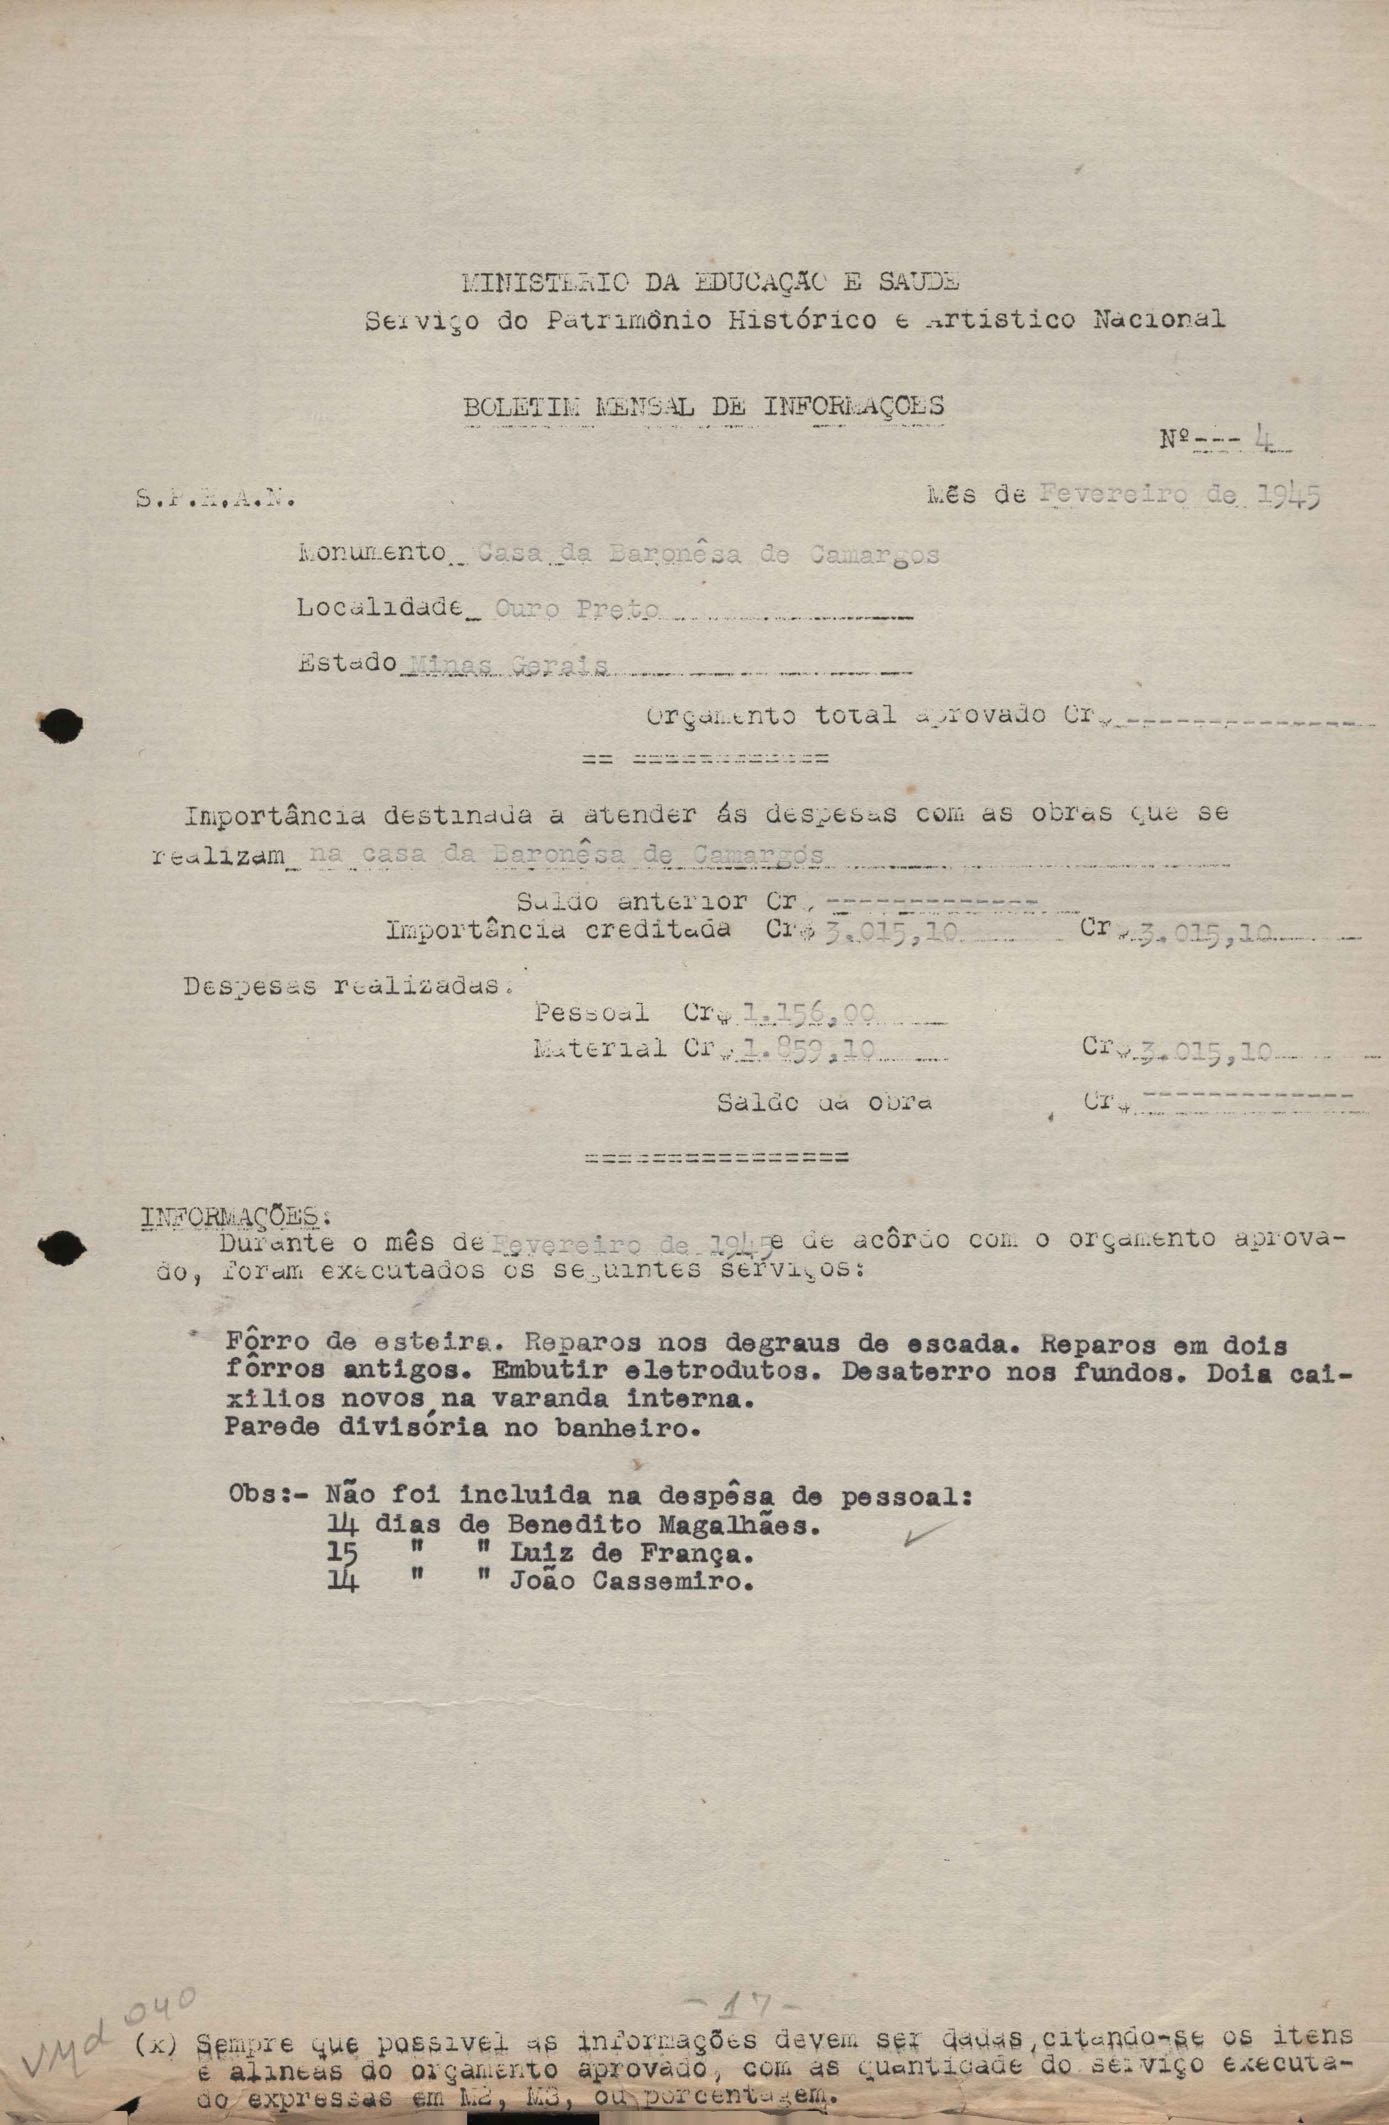 MINISTERIO DA EDUCAÇÃO E SAUDE
Serviço do Patrimônio Histórico e Artístico Nacional
BOLETIM MENSAL DE INFORMAÇOES
Nº--- 4
S.P.H.A.N.
Mês de Fevereiro de 1945
Monumento Casa da Baronêsa de Camargos
Localidade Ouro Preto
Estado Minas Gerais
Orçamento total aprovado Cr$ ---------------
== ============
Importância destinada a atender ás despesas com as obras que se
realizam na casa da Baronêsa de Camargos
Saldo anterior Cr$ -------------
Importância creditada Cr$ 3.015,10 Cr$ 3.015,10
Despesas realizadas:
Pessoal Cr$ 1.156,00
Material Cr$ 1.859,10 Cr$ 3.015,10
Saldo da obra Cr$ -------------
================
INFORMAÇÕES:
Durante o mês de Fevereiro de 1945 e de acôrdo com o orçamento aprova-
do, foram executados os seguintes serviços:
Fôrro de esteira. Reparos nos degraus de escada. Reparos em dois
fôrros antigos. Embutir eletrodutos. Desaterro nos fundos. Dois cai-
xilios novos na varanda interna.
Parede divisória no banheiro.
Obs:- Não foi incluida na despêsa de pessoal:
14 dias de Benedito Magalhães.
15 " " Luiz de França.
14 " " João Cassemiro.
-17-
VMd 040
(x) Sempre que possivel as informações devem ser dadas,citando-se os itens
e alineas do orçamento aprovado, com as quantidade do serviço executa-
do expressas em M2, M3, ou porcentagem.